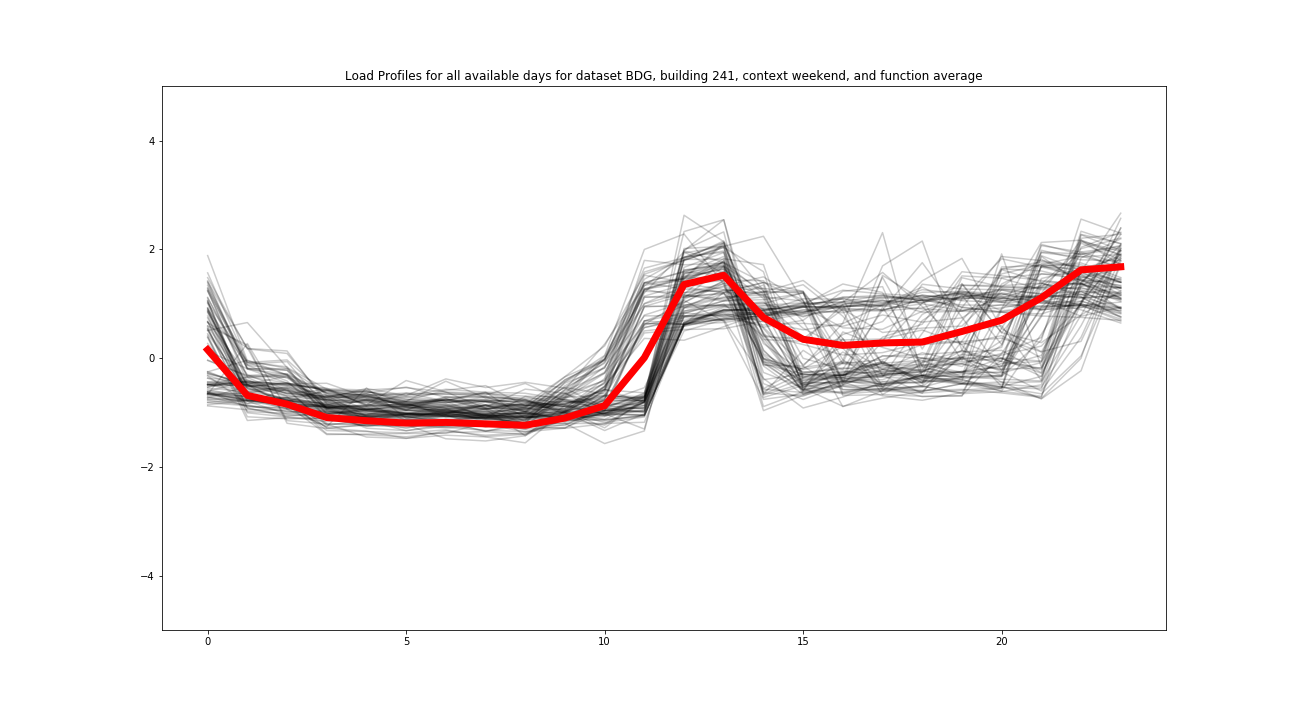 Load Profiles for all available days for dataset BDG, building 241, context weekend, and function average
4
2
0
−2
−4
0 5 10 15 20